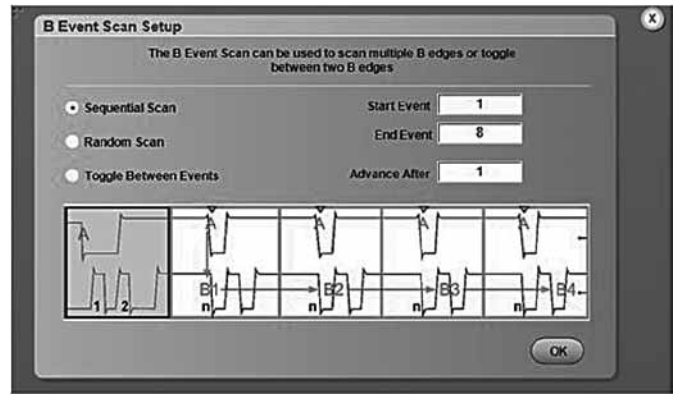 B Event Scan Setup
X
The B Event Scan can be used to scan multiple B edges or toggle
between two B edges
Sequential Scan
Start Event 1
Random Scan
End Event 8
Toggle Between Events
Advance After 1
A A A A A
1 2 B1 B2 B3 B4
n n n n
OK